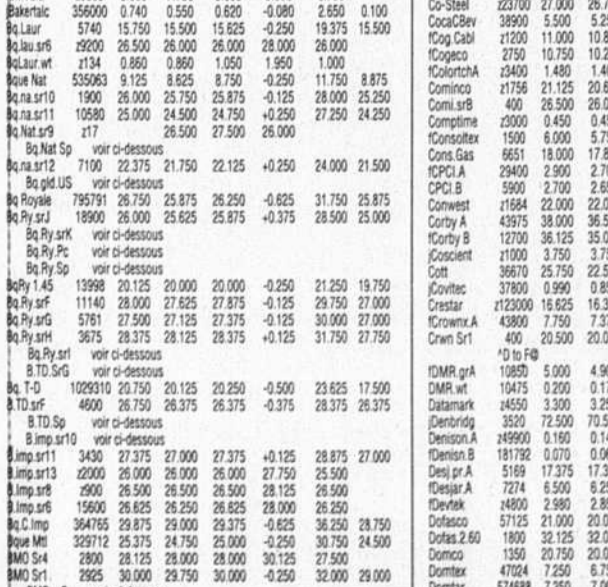 Bakertalc 356000 0.740 0.550 0.620 -0.080 2.650 0.100
Bq.Laur 5740 15.750 15.500 15.625 -0.250 19.375 15.500
Bq.lau.sr6 z9200 26.500 26.000 26.000 28.000 26.000
BqLaur.wt z134 0.860 0.860 1.050 1.950 1.000
Bque Nat 535063 9.125 8.625 8.750 -0.250 11.750 8.875
Bq.na.sr10 1900 26.000 25.750 25.875 -0.125 28.000 25.250
Bq.na.sr11 10580 25.000 24.500 24.750 +0.250 27.250 24.250
Bq.Nat.sr9 z17 26.500 27.500 26.000
Bq.Nat Sp voir ci-dessous
Bq.na.sr12 7100 22.375 21.750 22.125 +0.250 24.000 21.500
Bq.gld.US voir ci-dessous
Bq Royale 795791 26.750 25.875 26.250 -0.625 31.750 25.875
Bq.Ry.srJ 18900 26.000 25.625 25.875 +0.375 28.500 25.000
Bq.Ry.srK voir ci-dessous
Bq.Ry.Pc voir ci-dessous
Bq.Ry.Sp voir ci-dessous
BqRy 1.45 13998 20.125 20.000 20.000 -0.250 21.250 19.750
Bq.Ry.srF 11140 28.000 27.625 27.875 -0.125 29.750 27.000
Bq.Ry.srG 5761 27.500 27.125 27.375 -0.125 30.000 27.000
Bq.Ry.srH 3675 28.375 28.125 28.375 +0.125 31.750 27.750
Bq.Ry.srI voir ci-dessous
B.TD.SrG voir ci-dessous
Bq. T-D 1029310 20.750 20.125 20.250 -0.500 23.625 17.500
B.TD.srF 4600 26.750 26.375 26.375 -0.375 28.375 26.375
B.TD.Sp voir ci-dessous
B.imp.sr10 voir ci-dessous
B.imp.sr11 3430 27.375 27.000 27.375 +0.125 28.875 27.000
B.imp.sr13 z2000 26.000 26.000 26.000 27.750 25.500
B.Imp.sr8 z900 26.500 26.500 26.500 28.125 26.500
B.Imp.sr6 15600 26.625 26.250 26.625 28.000 26.250
Bq.C.Imp 364765 29.875 29.000 29.375 -0.625 36.250 28.750
Bque Mtl 329712 25.375 24.750 25.000 -0.250 30.750 24.500
BMO Sr4 2800 28.125 28.000 28.000 30.125 27.500
BMO Sr1. 2925 30.000 29.750 30.000 -0.250 32.000 29.000
Co-Steel z23700 27.000
CocaCBev 38900 5.500
fCog.Cabl z1200 11.000
fCogeco 2750 10.750
fColortchA z3400 1.480
Cominco z1756 21.125
Comi.srB 400 26.500
Comptime z3000 0.450
fConsoltex 1500 6.000
Cons.Gas 6651 18.000
fCPCI.A 29400 2.900
CPCI.B 5900 2.700
Conwest z1684 22.000
Corby A 43975 38.000
fCorby B 12700 36.125
jCoscient z1000 3.750
Cott 36670 25.750
jCovitec 37800 0.990
Crestar z123000 16.625
fCrownx.A 43800 7.750
Crwn Sr1 400 20.500
^D to F@
fDMR.grA 10850 5.000
DMR.wt 10475 0.200
Datamark z4550 3.300
jDenbridg 3520 72.500
Denison.A z49900 0.160
fDenisn.B 181792 0.070
Desj.pr.A 5169 17.375
fDesjar.A 7274 6.500
fDevtek z4800 2.980
Dofasco 57125 21.000
Dofas.2.60 1800 32.125
Domco 1350 20.750
Domtex 47024 7.250